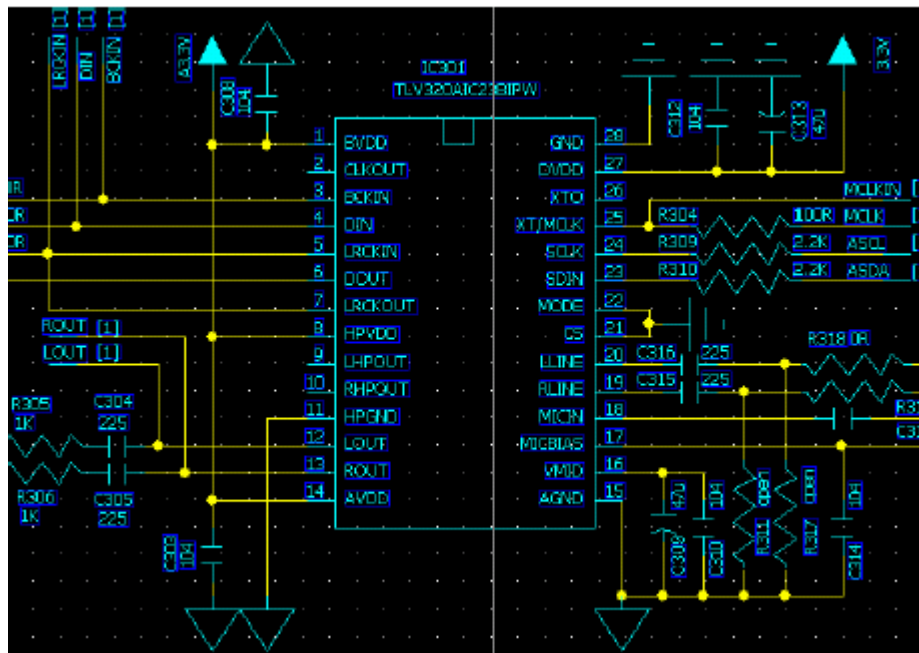 LRCKIN [1]
DIN [1]
BCKIN [1]
A3.3V
104
IC301
TLV320AIC23BIPW
C312
104
C313
47U
3.3V
1 BVDD
2 CLKOUT
3 BCKIN
4 DIN
5 LRCKIN
6 DOUT
7 LRCKOUT
8 HPVDD
9 LHPOUT
10 RHPOUT
11 HPGND
12 LOUT
13 ROUT
14 AVDD
GND 28
DVDD 27
XTO 26
XT/MCLK 25
SCLK 24
SDIN 23
MODE 22
CS 21
LLINE 20
RLINE 19
MICIN 18
MICBIAS 17
VMID 16
AGND 15
MCLKIN
R304 100R MCLK
R309 2.2K ASCL
R310 2.2K ASDA
C316 225
C315 225
R318 0R
ROUT [1]
LOUT [1]
R305
1K
C304
225
R306
1K
C305
225
C303
104
47U
104
open
open
104
C310
R311
R317
C314